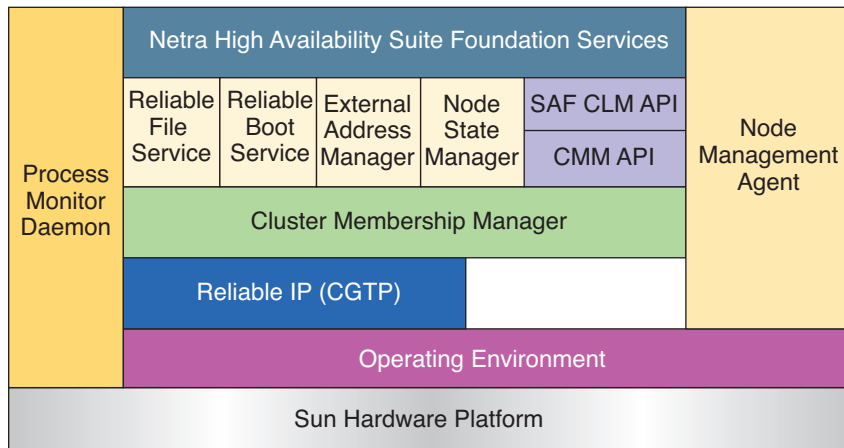 Netra High Availability Suite Foundation Services
Process
Monitor
Daemon
Reliable
File
Service
Reliable
Boot
Service
External
Address
Manager
Node
State
Manager
SAF CLM API
CMM API
Node
Management
Agent
Cluster Membership Manager
Reliable IP (CGTP)
Operating Environment
Sun Hardware Platform